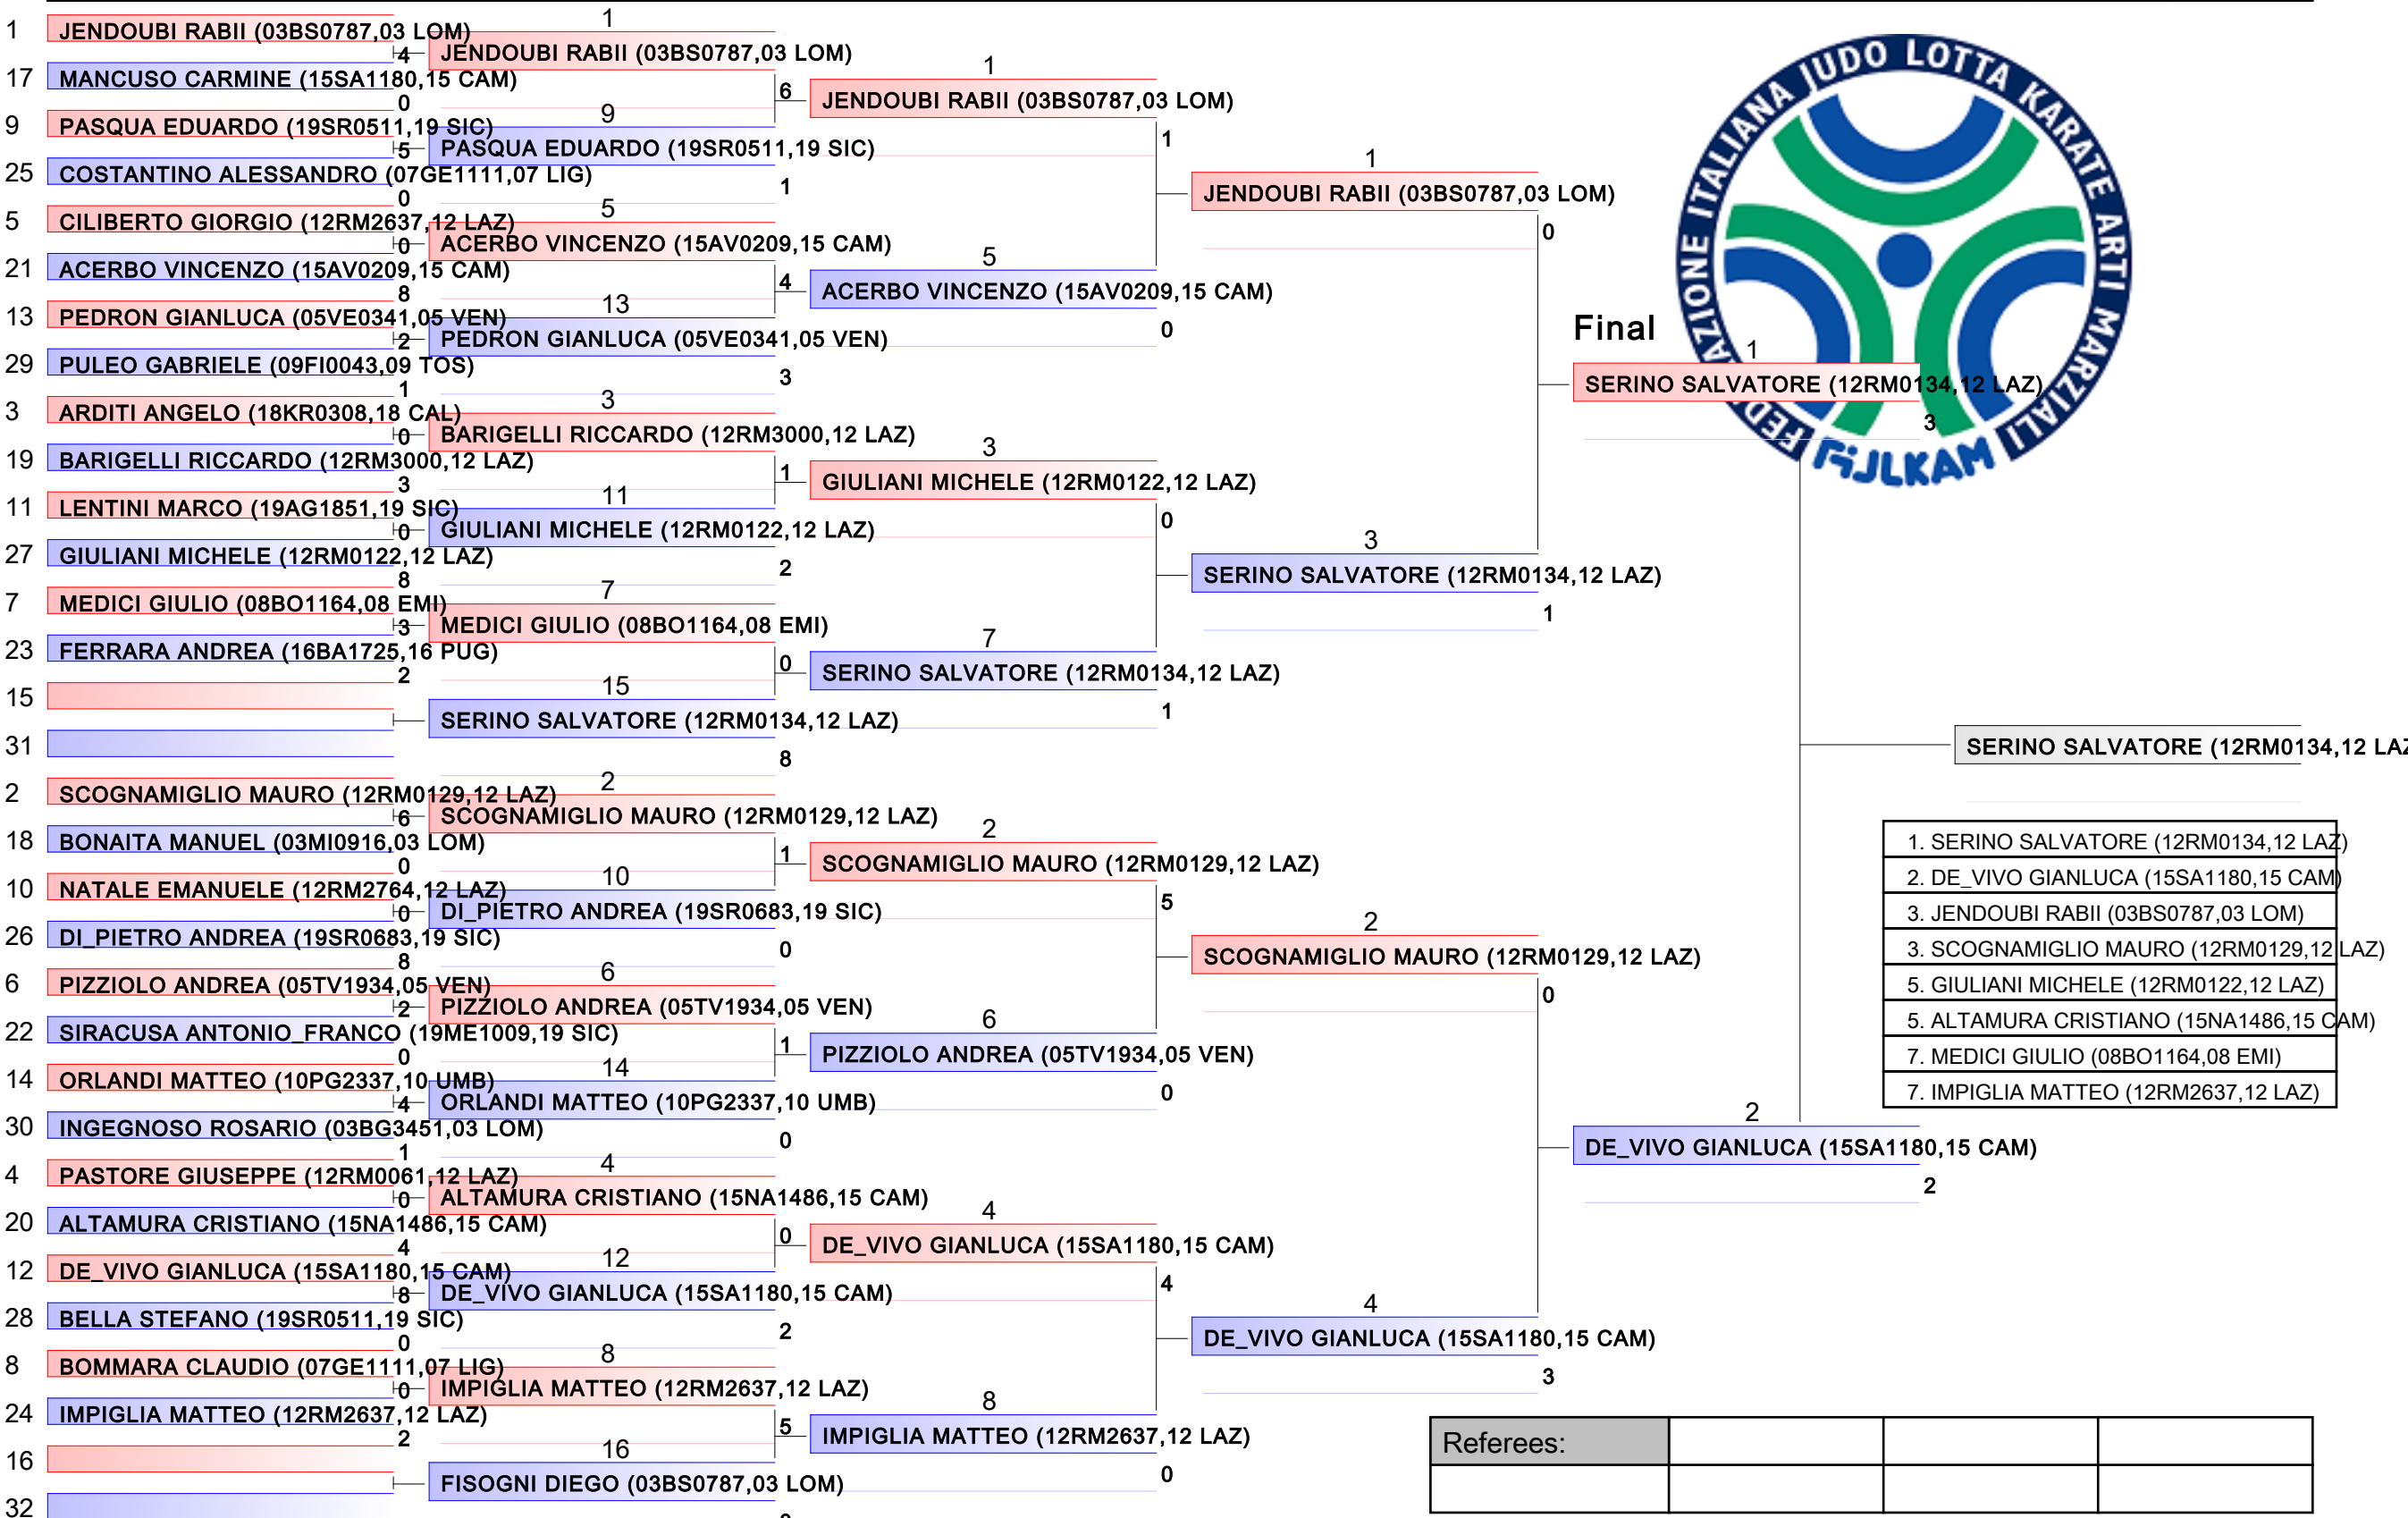 1 JENDOUBI RABII (03BS0787,03 LOM)
4
17 MANCUSO CARMINE (15SA1180,15 CAM)
0
9 PASQUA EDUARDO (19SR0511,19 SIC)
5
25 COSTANTINO ALESSANDRO (07GE1111,07 LIG)
0
5 CILIBERTO GIORGIO (12RM2637,12 LAZ)
0
21 ACERBO VINCENZO (15AV0209,15 CAM)
8
13 PEDRON GIANLUCA (05VE0341,05 VEN)
2
29 PULEO GABRIELE (09FI0043,09 TOS)
1
3 ARDITI ANGELO (18KR0308,18 CAL)
0
19 BARIGELLI RICCARDO (12RM3000,12 LAZ)
3
11 LENTINI MARCO (19AG1851,19 SIC)
0
27 GIULIANI MICHELE (12RM0122,12 LAZ)
8
7 MEDICI GIULIO (08BO1164,08 EMI)
3
23 FERRARA ANDREA (16BA1725,16 PUG)
2
15
31
2 SCOGNAMIGLIO MAURO (12RM0129,12 LAZ)
6
18 BONAITA MANUEL (03MI0916,03 LOM)
0
10 NATALE EMANUELE (12RM2764,12 LAZ)
0
26 DI_PIETRO ANDREA (19SR0683,19 SIC)
8
6 PIZZIOLO ANDREA (05TV1934,05 VEN)
2
22 SIRACUSA ANTONIO_FRANCO (19ME1009,19 SIC)
0
14 ORLANDI MATTEO (10PG2337,10 UMB)
4
30 INGEGNOSO ROSARIO (03BG3451,03 LOM)
1
4 PASTORE GIUSEPPE (12RM0061,12 LAZ)
0
20 ALTAMURA CRISTIANO (15NA1486,15 CAM)
4
12 DE_VIVO GIANLUCA (15SA1180,15 CAM)
8
28 BELLA STEFANO (19SR0511,19 SIC)
0
8 BOMMARA CLAUDIO (07GE1111,07 LIG)
0
24 IMPIGLIA MATTEO (12RM2637,12 LAZ)
2
16
32
1
JENDOUBI RABII (03BS0787,03 LOM)
6
9
PASQUA EDUARDO (19SR0511,19 SIC)
1
5
ACERBO VINCENZO (15AV0209,15 CAM)
4
13
PEDRON GIANLUCA (05VE0341,05 VEN)
3
3
BARIGELLI RICCARDO (12RM3000,12 LAZ)
1
11
GIULIANI MICHELE (12RM0122,12 LAZ)
2
7
MEDICI GIULIO (08BO1164,08 EMI)
0
15
SERINO SALVATORE (12RM0134,12 LAZ)
8
2
SCOGNAMIGLIO MAURO (12RM0129,12 LAZ)
1
10
DI_PIETRO ANDREA (19SR0683,19 SIC)
0
6
PIZZIOLO ANDREA (05TV1934,05 VEN)
1
14
ORLANDI MATTEO (10PG2337,10 UMB)
0
4
ALTAMURA CRISTIANO (15NA1486,15 CAM)
0
12
DE_VIVO GIANLUCA (15SA1180,15 CAM)
2
8
IMPIGLIA MATTEO (12RM2637,12 LAZ)
5
16
FISOGNI DIEGO (03BS0787,03 LOM)
1
JENDOUBI RABII (03BS0787,03 LOM)
1
5
ACERBO VINCENZO (15AV0209,15 CAM)
0
3
GIULIANI MICHELE (12RM0122,12 LAZ)
0
7
SERINO SALVATORE (12RM0134,12 LAZ)
1
2
SCOGNAMIGLIO MAURO (12RM0129,12 LAZ)
5
6
PIZZIOLO ANDREA (05TV1934,05 VEN)
0
4
DE_VIVO GIANLUCA (15SA1180,15 CAM)
4
8
IMPIGLIA MATTEO (12RM2637,12 LAZ)
0
1
JENDOUBI RABII (03BS0787,03 LOM)
0
3
SERINO SALVATORE (12RM0134,12 LAZ)
1
2
SCOGNAMIGLIO MAURO (12RM0129,12 LAZ)
0
4
DE_VIVO GIANLUCA (15SA1180,15 CAM)
3
Final
1
SERINO SALVATORE (12RM0134,12 LAZ)
3
2
DE_VIVO GIANLUCA (15SA1180,15 CAM)
2
FEDERAZIONE ITALIANA JUDO LOTTA KARATE ARTI MARZIALI
FIJLKAM
SERINO SALVATORE (12RM0134,12 LAZ
1. SERINO SALVATORE (12RM0134,12 LAZ)
2. DE_VIVO GIANLUCA (15SA1180,15 CAM)
3. JENDOUBI RABII (03BS0787,03 LOM)
3. SCOGNAMIGLIO MAURO (12RM0129,12 LAZ)
5. GIULIANI MICHELE (12RM0122,12 LAZ)
5. ALTAMURA CRISTIANO (15NA1486,15 CAM)
7. MEDICI GIULIO (08BO1164,08 EMI)
7. IMPIGLIA MATTEO (12RM2637,12 LAZ)
Referees: